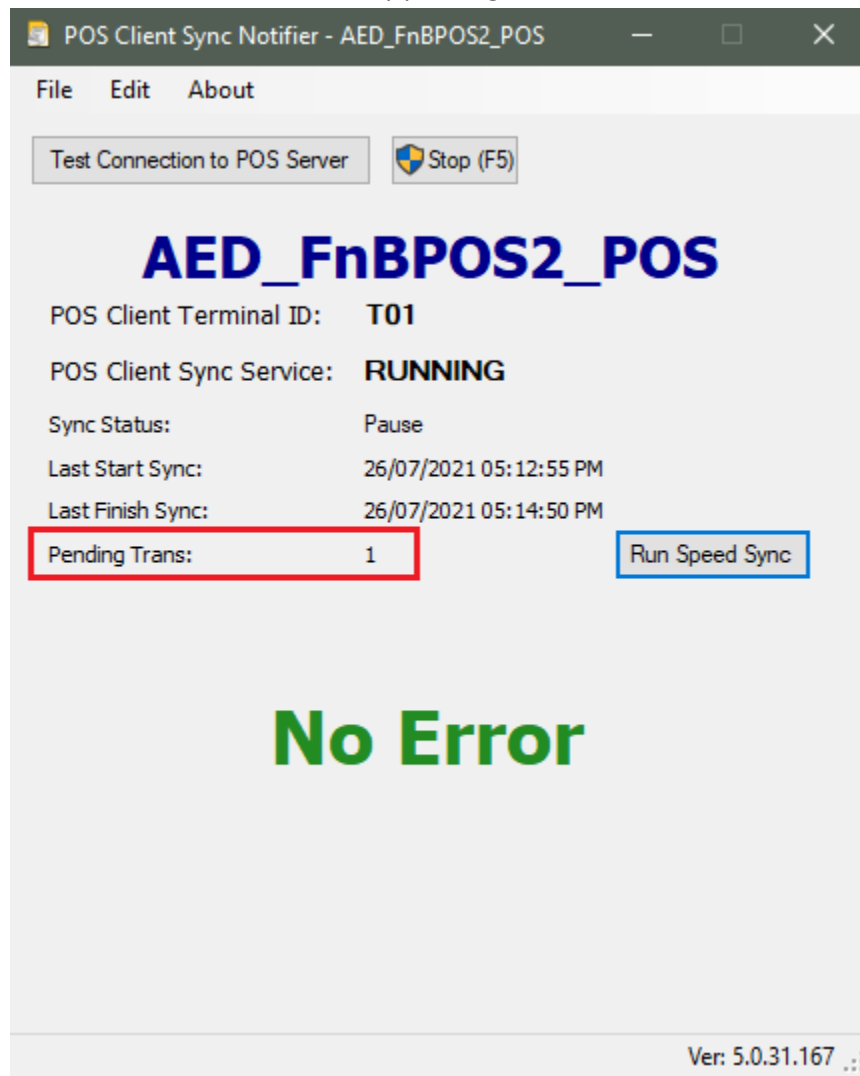 POS Client Sync Notifier - AED_FnBPOS2_POS
File Edit About
Test Connection to POS Server Stop (F5)
AED_FnBPOS2_POS
POS Client Terminal ID: T01
POS Client Sync Service: RUNNING
Sync Status: Pause
Last Start Sync: 26/07/2021 05:12:55 PM
Last Finish Sync: 26/07/2021 05:14:50 PM
Pending Trans: 1 Run Speed Sync
No Error
Ver: 5.0.31.167